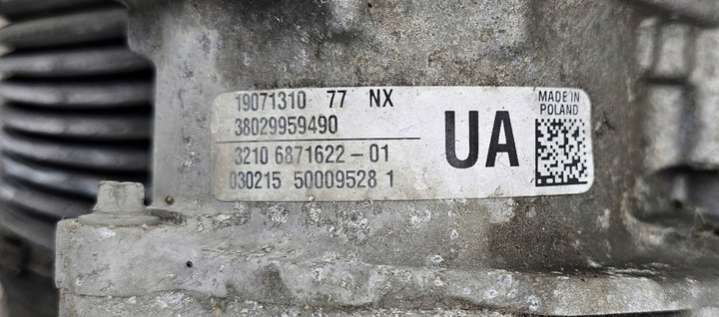 19071310 77 NX
38029959490
3210 6871622-01
030215 50009528 1
UA
MADE IN
POLAND